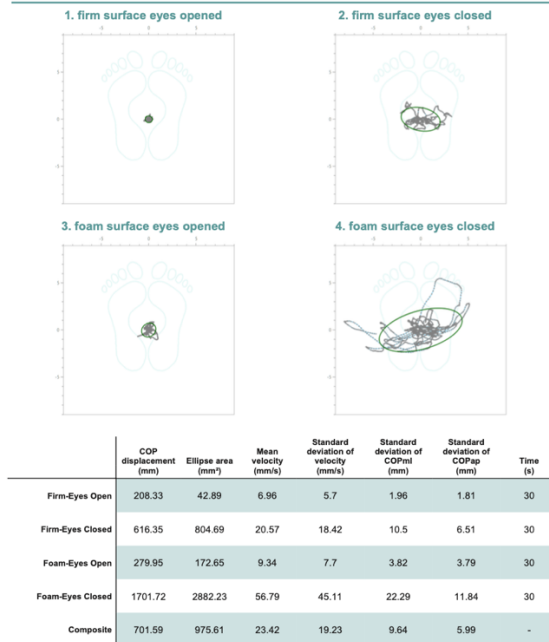 1. firm surface eyes opened
2. firm surface eyes closed
3. foam surface eyes opened
4. foam surface eyes closed
COP displacement (mm) Ellipse area (mm²) Mean velocity (mm/s) Standard deviation of velocity (mm/s) Standard deviation of COPml (mm) Standard deviation of COPap (mm) Time (s)
Firm-Eyes Open 208.33 42.89 6.96 5.7 1.96 1.81 30
Firm-Eyes Closed 616.35 804.69 20.57 18.42 10.5 6.51 30
Foam-Eyes Open 279.95 172.65 9.34 7.7 3.82 3.79 30
Foam-Eyes Closed 1701.72 2882.23 56.79 45.11 22.29 11.84 30
Composite 701.59 975.61 23.42 19.23 9.64 5.99 -